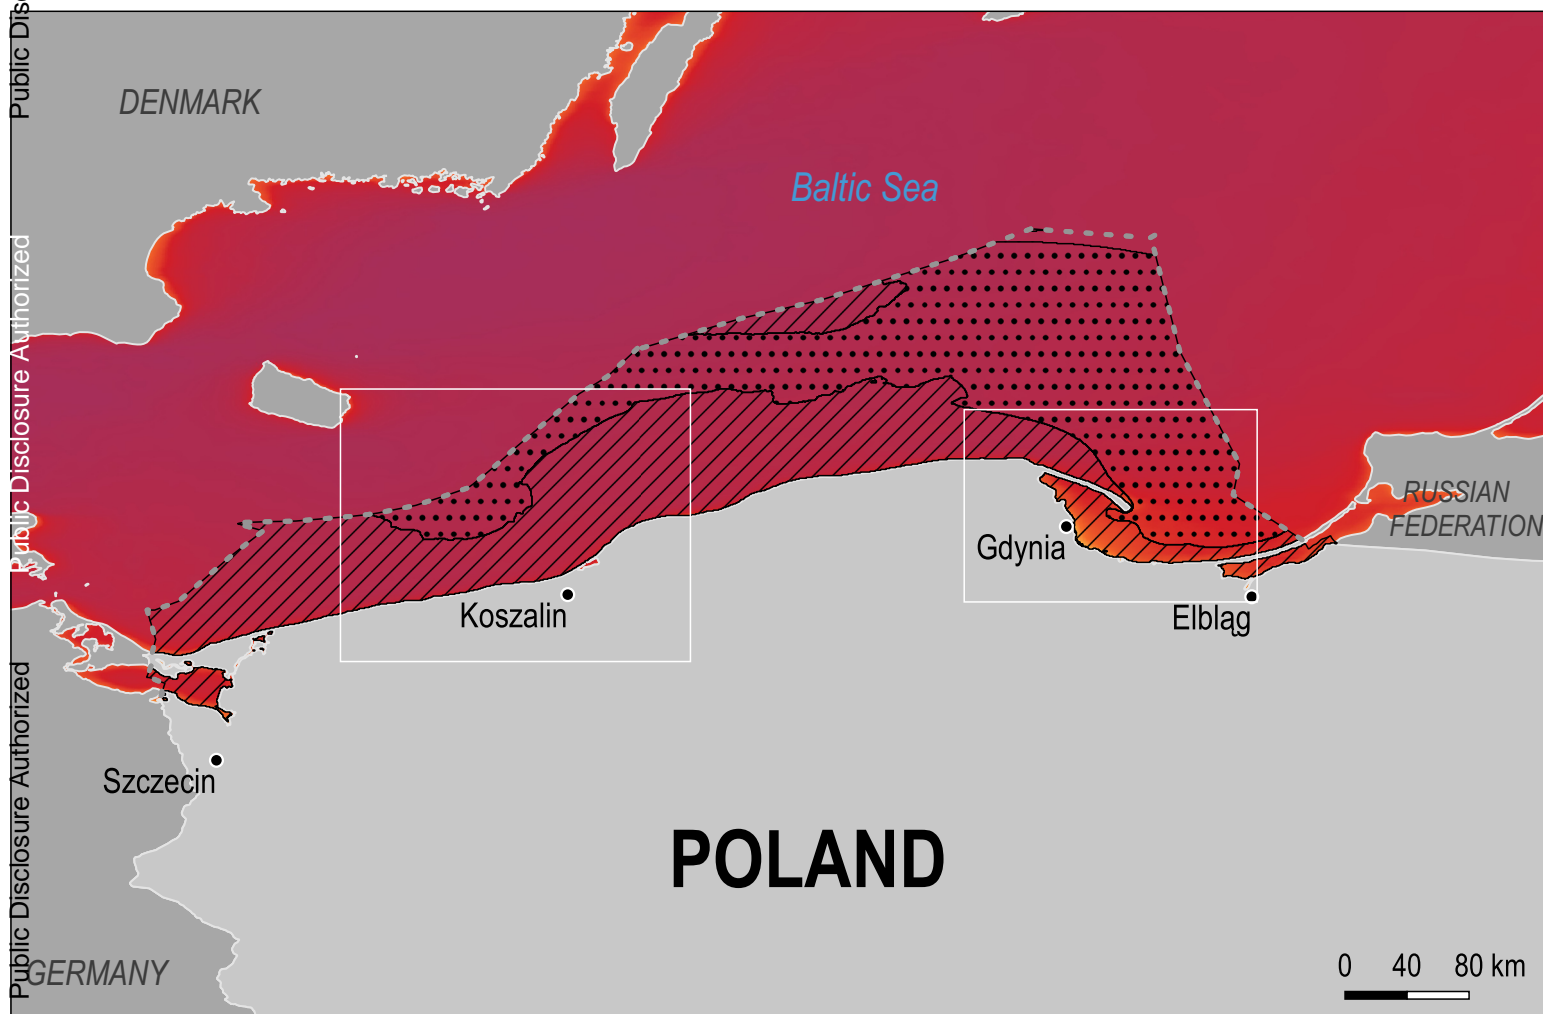 Public Disc
DENMARK
Baltic Sea
Public Disclosure Authorized
RUSSIAN
FEDERATION
Gdynia
Koszalin
Elbląg
Public Disclosure Authorized
Szczecin
POLAND
GERMANY
0 40 80 km